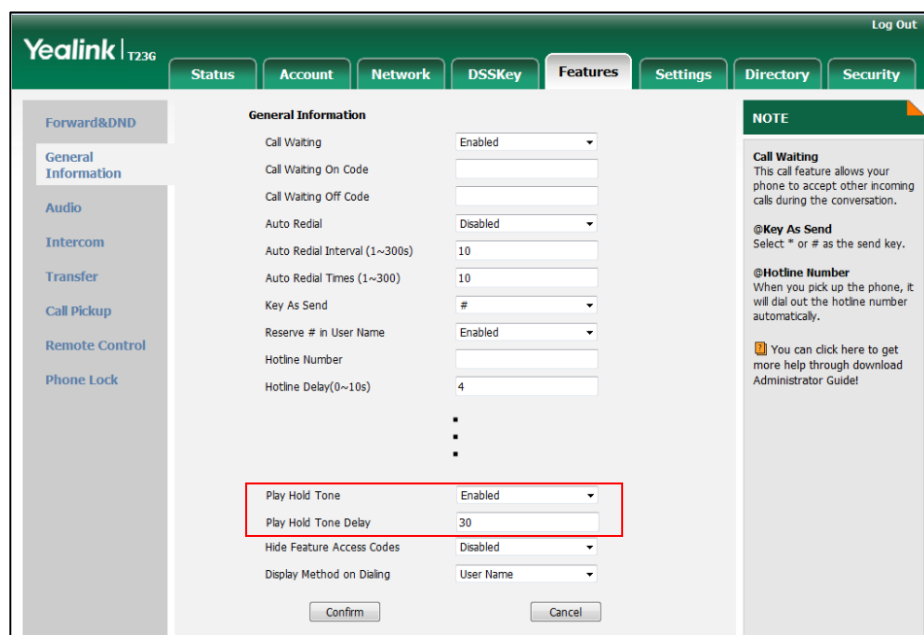 Log Out
Yealink | T23G
Status Account Network DSSKey Features Settings Directory Security
Forward&DND
General
Information
Audio
Intercom
Transfer
Call Pickup
Remote Control
Phone Lock
General Information
Call Waiting Enabled
Call Waiting On Code
Call Waiting Off Code
Auto Redial Disabled
Auto Redial Interval (1~300s) 10
Auto Redial Times (1~300) 10
Key As Send #
Reserve # in User Name Enabled
Hotline Number
Hotline Delay(0~10s) 4
Play Hold Tone Enabled
Play Hold Tone Delay 30
Hide Feature Access Codes Disabled
Display Method on Dialing User Name
Confirm Cancel
NOTE
Call Waiting
This call feature allows your
phone to accept other incoming
calls during the conversation.
@Key As Send
Select * or # as the send key.
@Hotline Number
When you pick up the phone, it
will dial out the hotline number
automatically.
? You can click here to get
more help through download
Administrator Guide!